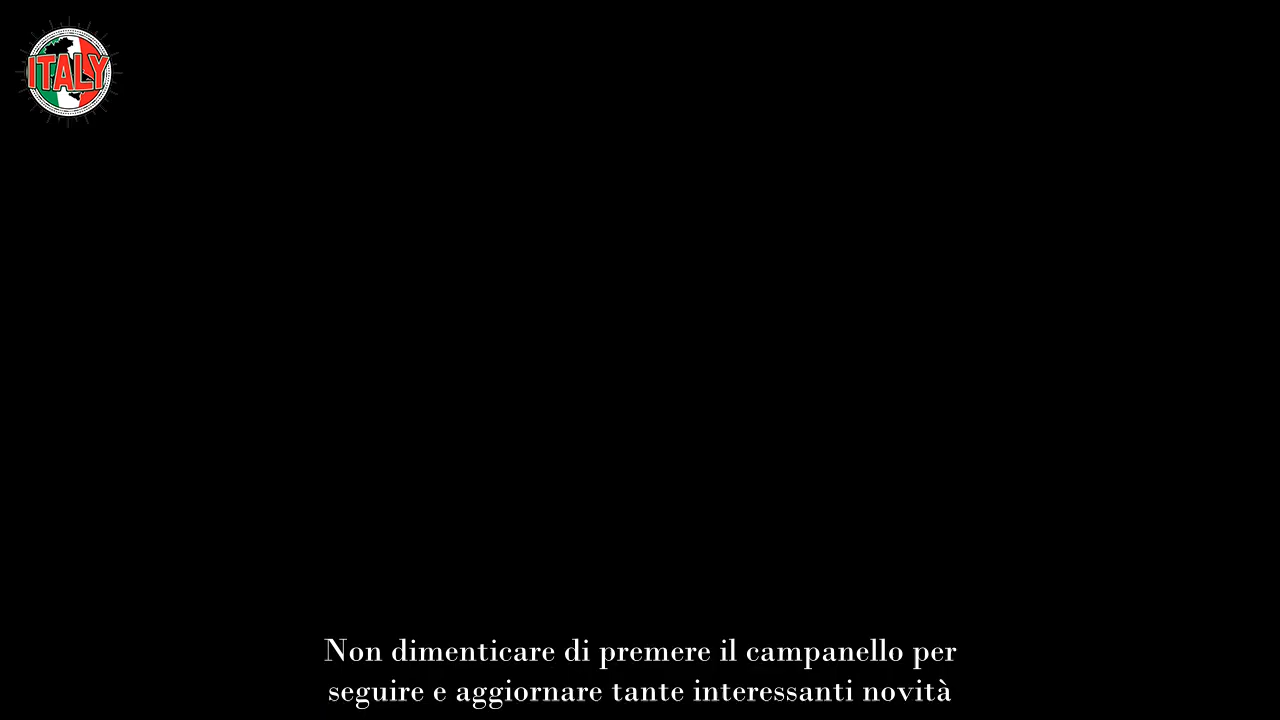 ITALY
Non dimenticare di premere il campanello per
seguire e aggiornare tante interessanti novità